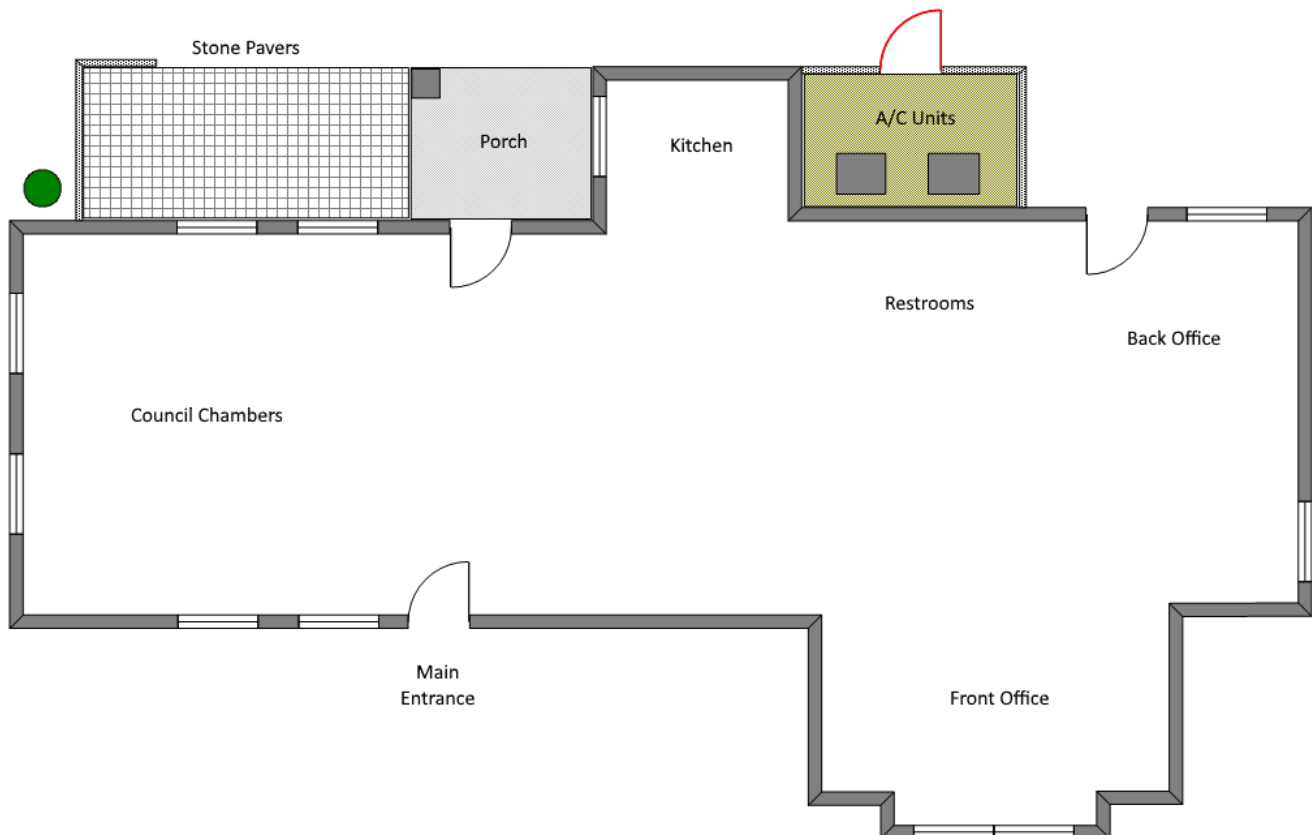 Stone Pavers
A/C Units
Porch
Kitchen
Restrooms
Back Office
Council Chambers
Main
Entrance
Front Office